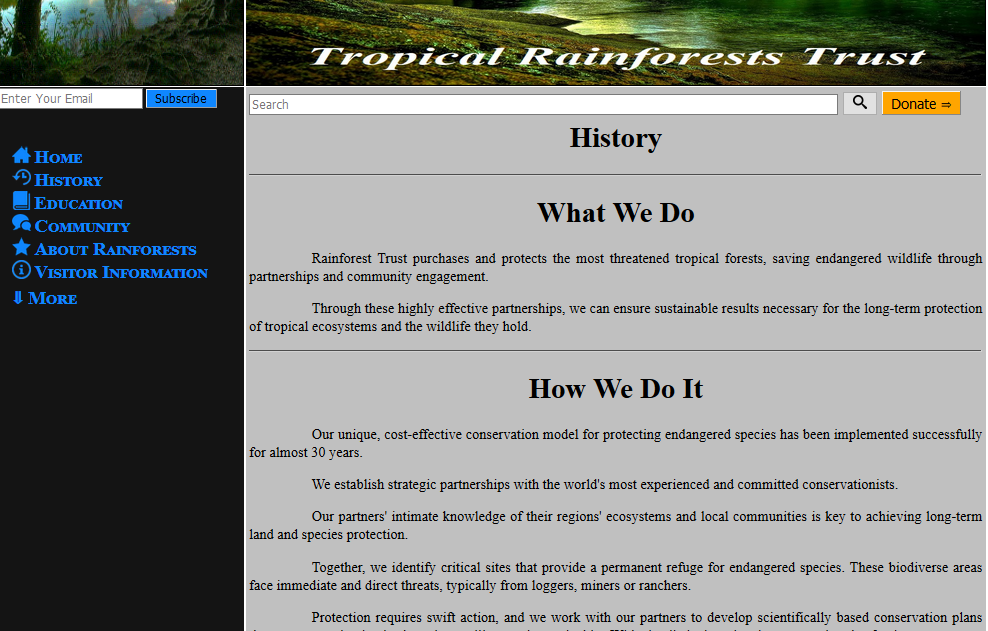 Tropical Rainforests Trust
Enter Your Email Subscribe
Search Donate ⇒
Home
History
Education
Community
About Rainforests
Visitor Information
⇓ More
History
What We Do
Rainforest Trust purchases and protects the most threatened tropical forests, saving endangered wildlife through
partnerships and community engagement.
Through these highly effective partnerships, we can ensure sustainable results necessary for the long-term protection
of tropical ecosystems and the wildlife they hold.
How We Do It
Our unique, cost-effective conservation model for protecting endangered species has been implemented successfully
for almost 30 years.
We establish strategic partnerships with the world's most experienced and committed conservationists.
Our partners' intimate knowledge of their regions' ecosystems and local communities is key to achieving long-term
land and species protection.
Together, we identify critical sites that provide a permanent refuge for endangered species. These biodiverse areas
face immediate and direct threats, typically from loggers, miners or ranchers.
Protection requires swift action, and we work with our partners to develop scientifically based conservation plans